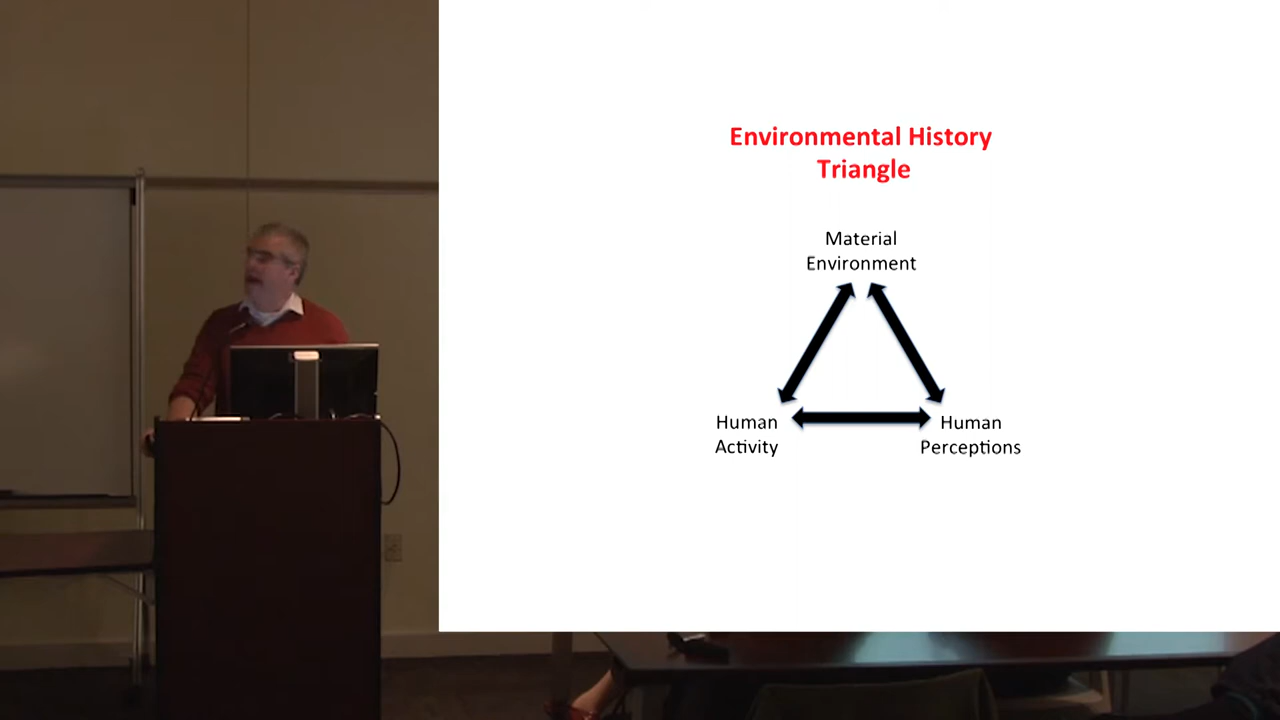 Environmental History
Triangle
Material
Environment
Human
Activity
Human
Perceptions